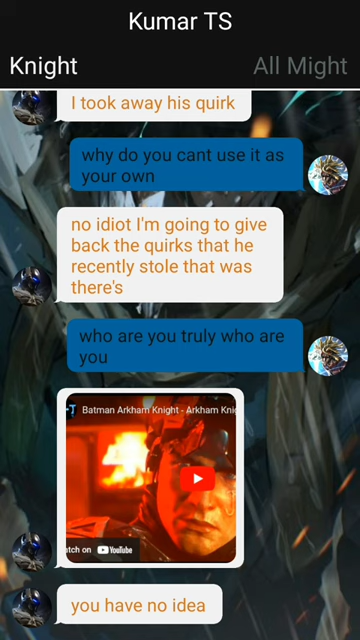 Kumar TS
Knight
All Might
I took away his quirk
why do you cant use it as
your own
no idiot I'm going to give
back the quirks that he
recently stole that was
there's
who are you truly who are
you
Batman Arkham Knight - Arkham Knig
tch on YouTube
you have no idea